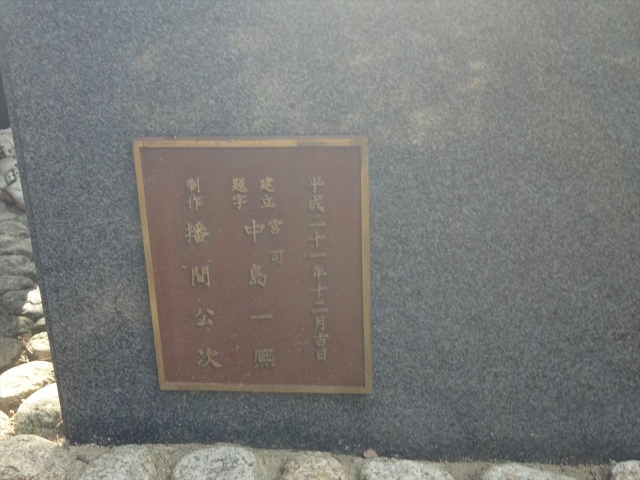 平成二十一年十二月吉日
建立
題字
宮司
中島一熙
制作
播間公次